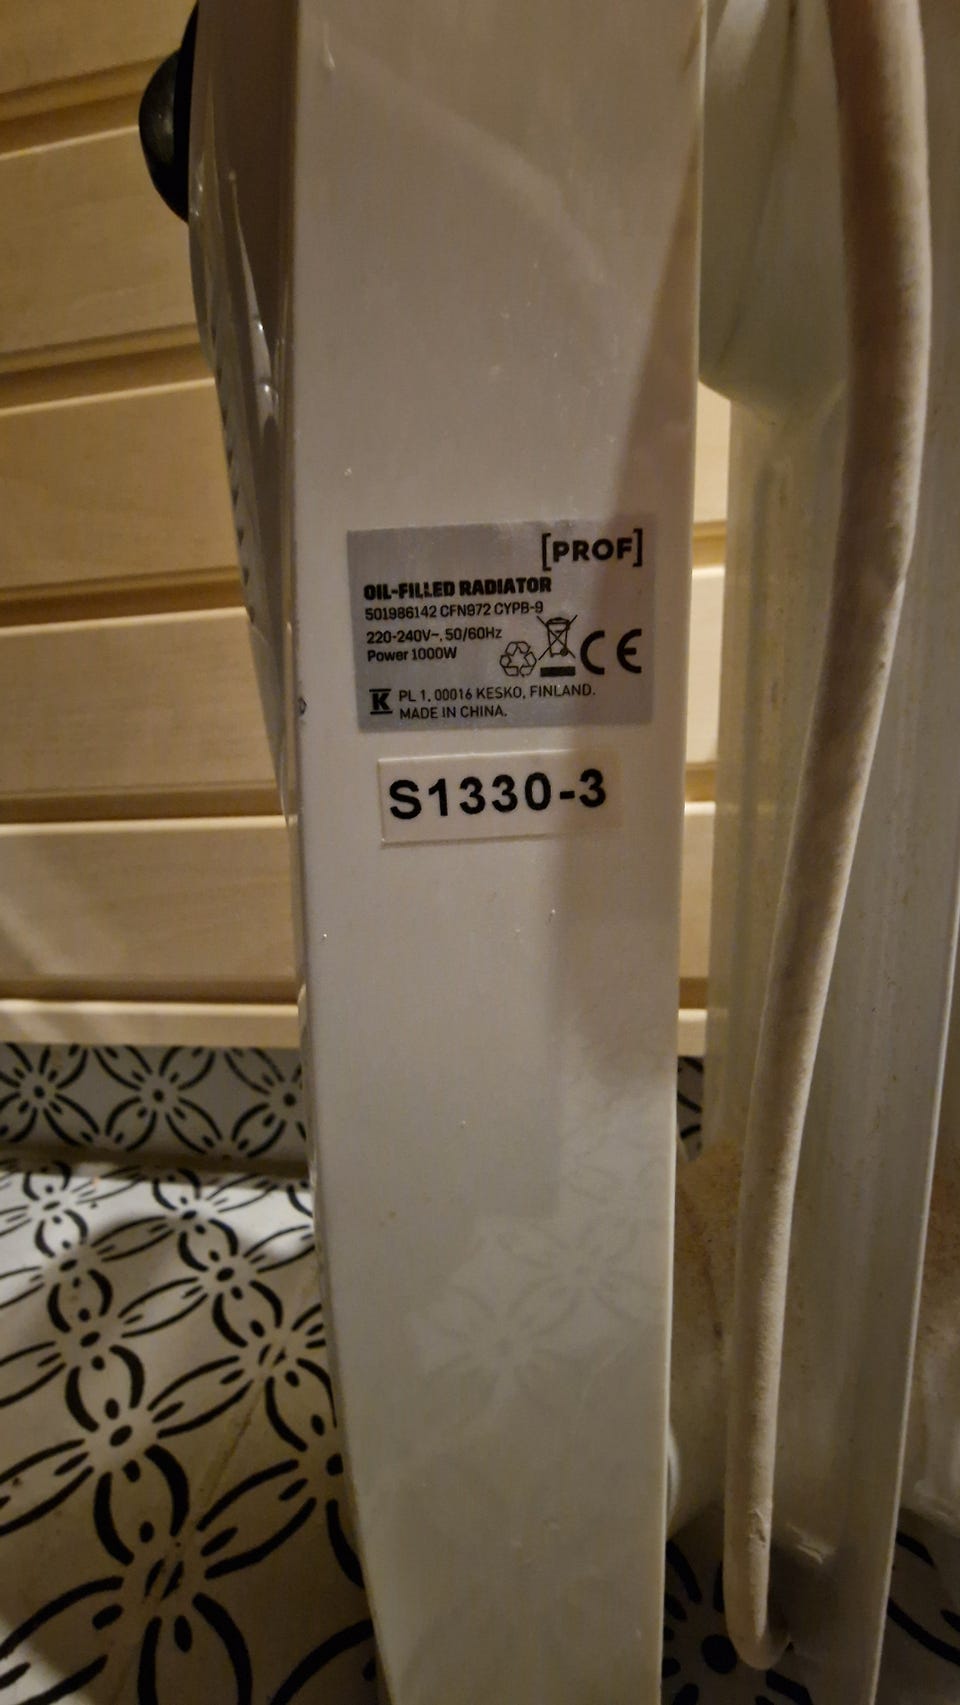 [PROF]
OIL-FILLED RADIATOR
501986142 CFN972 CYPB-9
220-240V~, 50/60Hz
Power 1000W
CE
K PL 1, 00016 KESKO, FINLAND.
MADE IN CHINA.
S1330-3